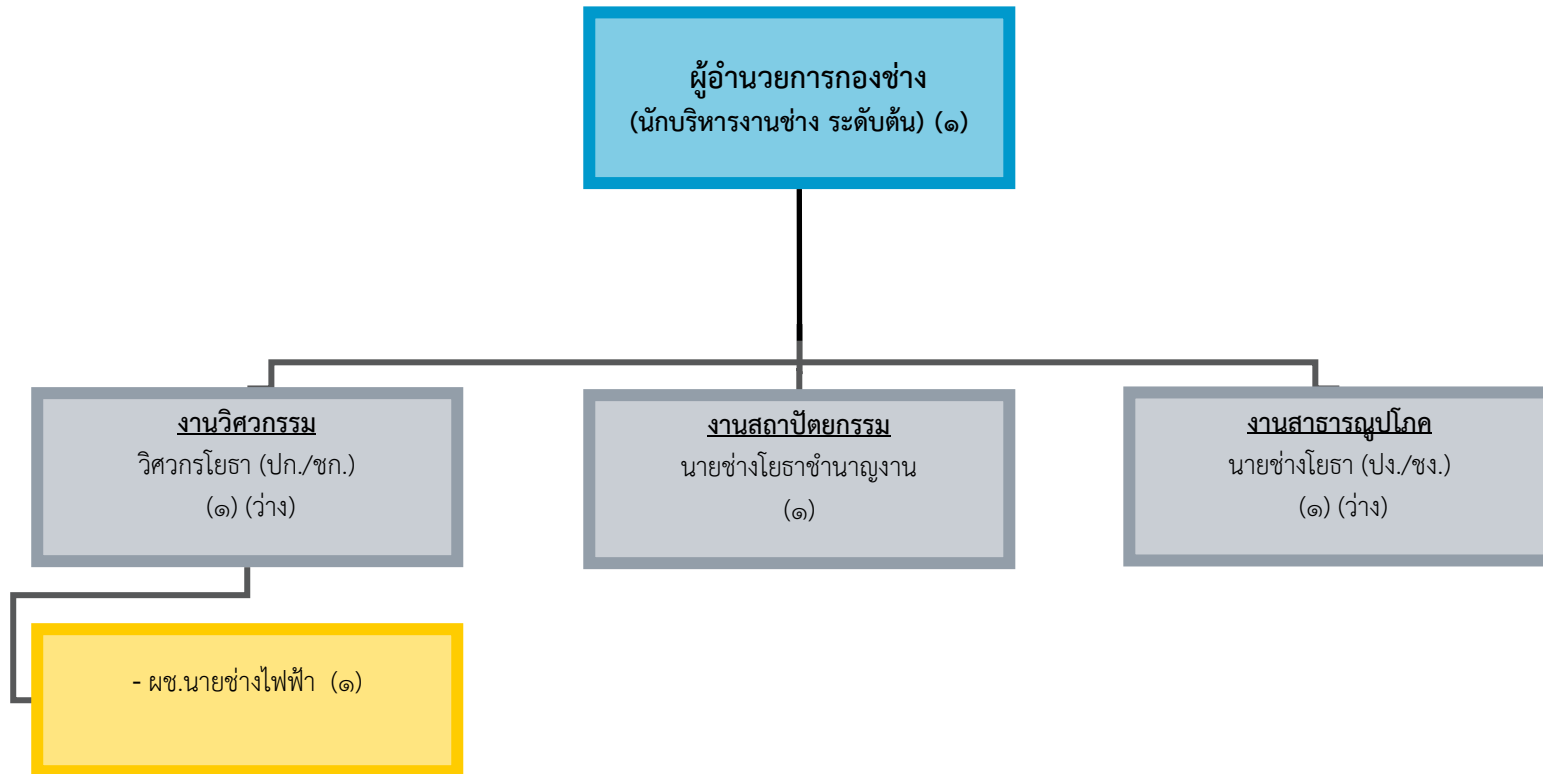 ผู้อำนวยการกองช่าง
(นักบริหารงานช่าง ระดับต้น) (๑)
งานวิศวกรรม
วิศวกรโยธา (ปก./ชก.)
(๑) (ว่าง)
งานสถาปัตยกรรม
นายช่างโยธาชำนาญงาน
(๑)
งานสาธารณูปโภค
นายช่างโยธา (ปง./ชง.)
(๑) (ว่าง)
- ผช.นายช่างไฟฟ้า (๑)